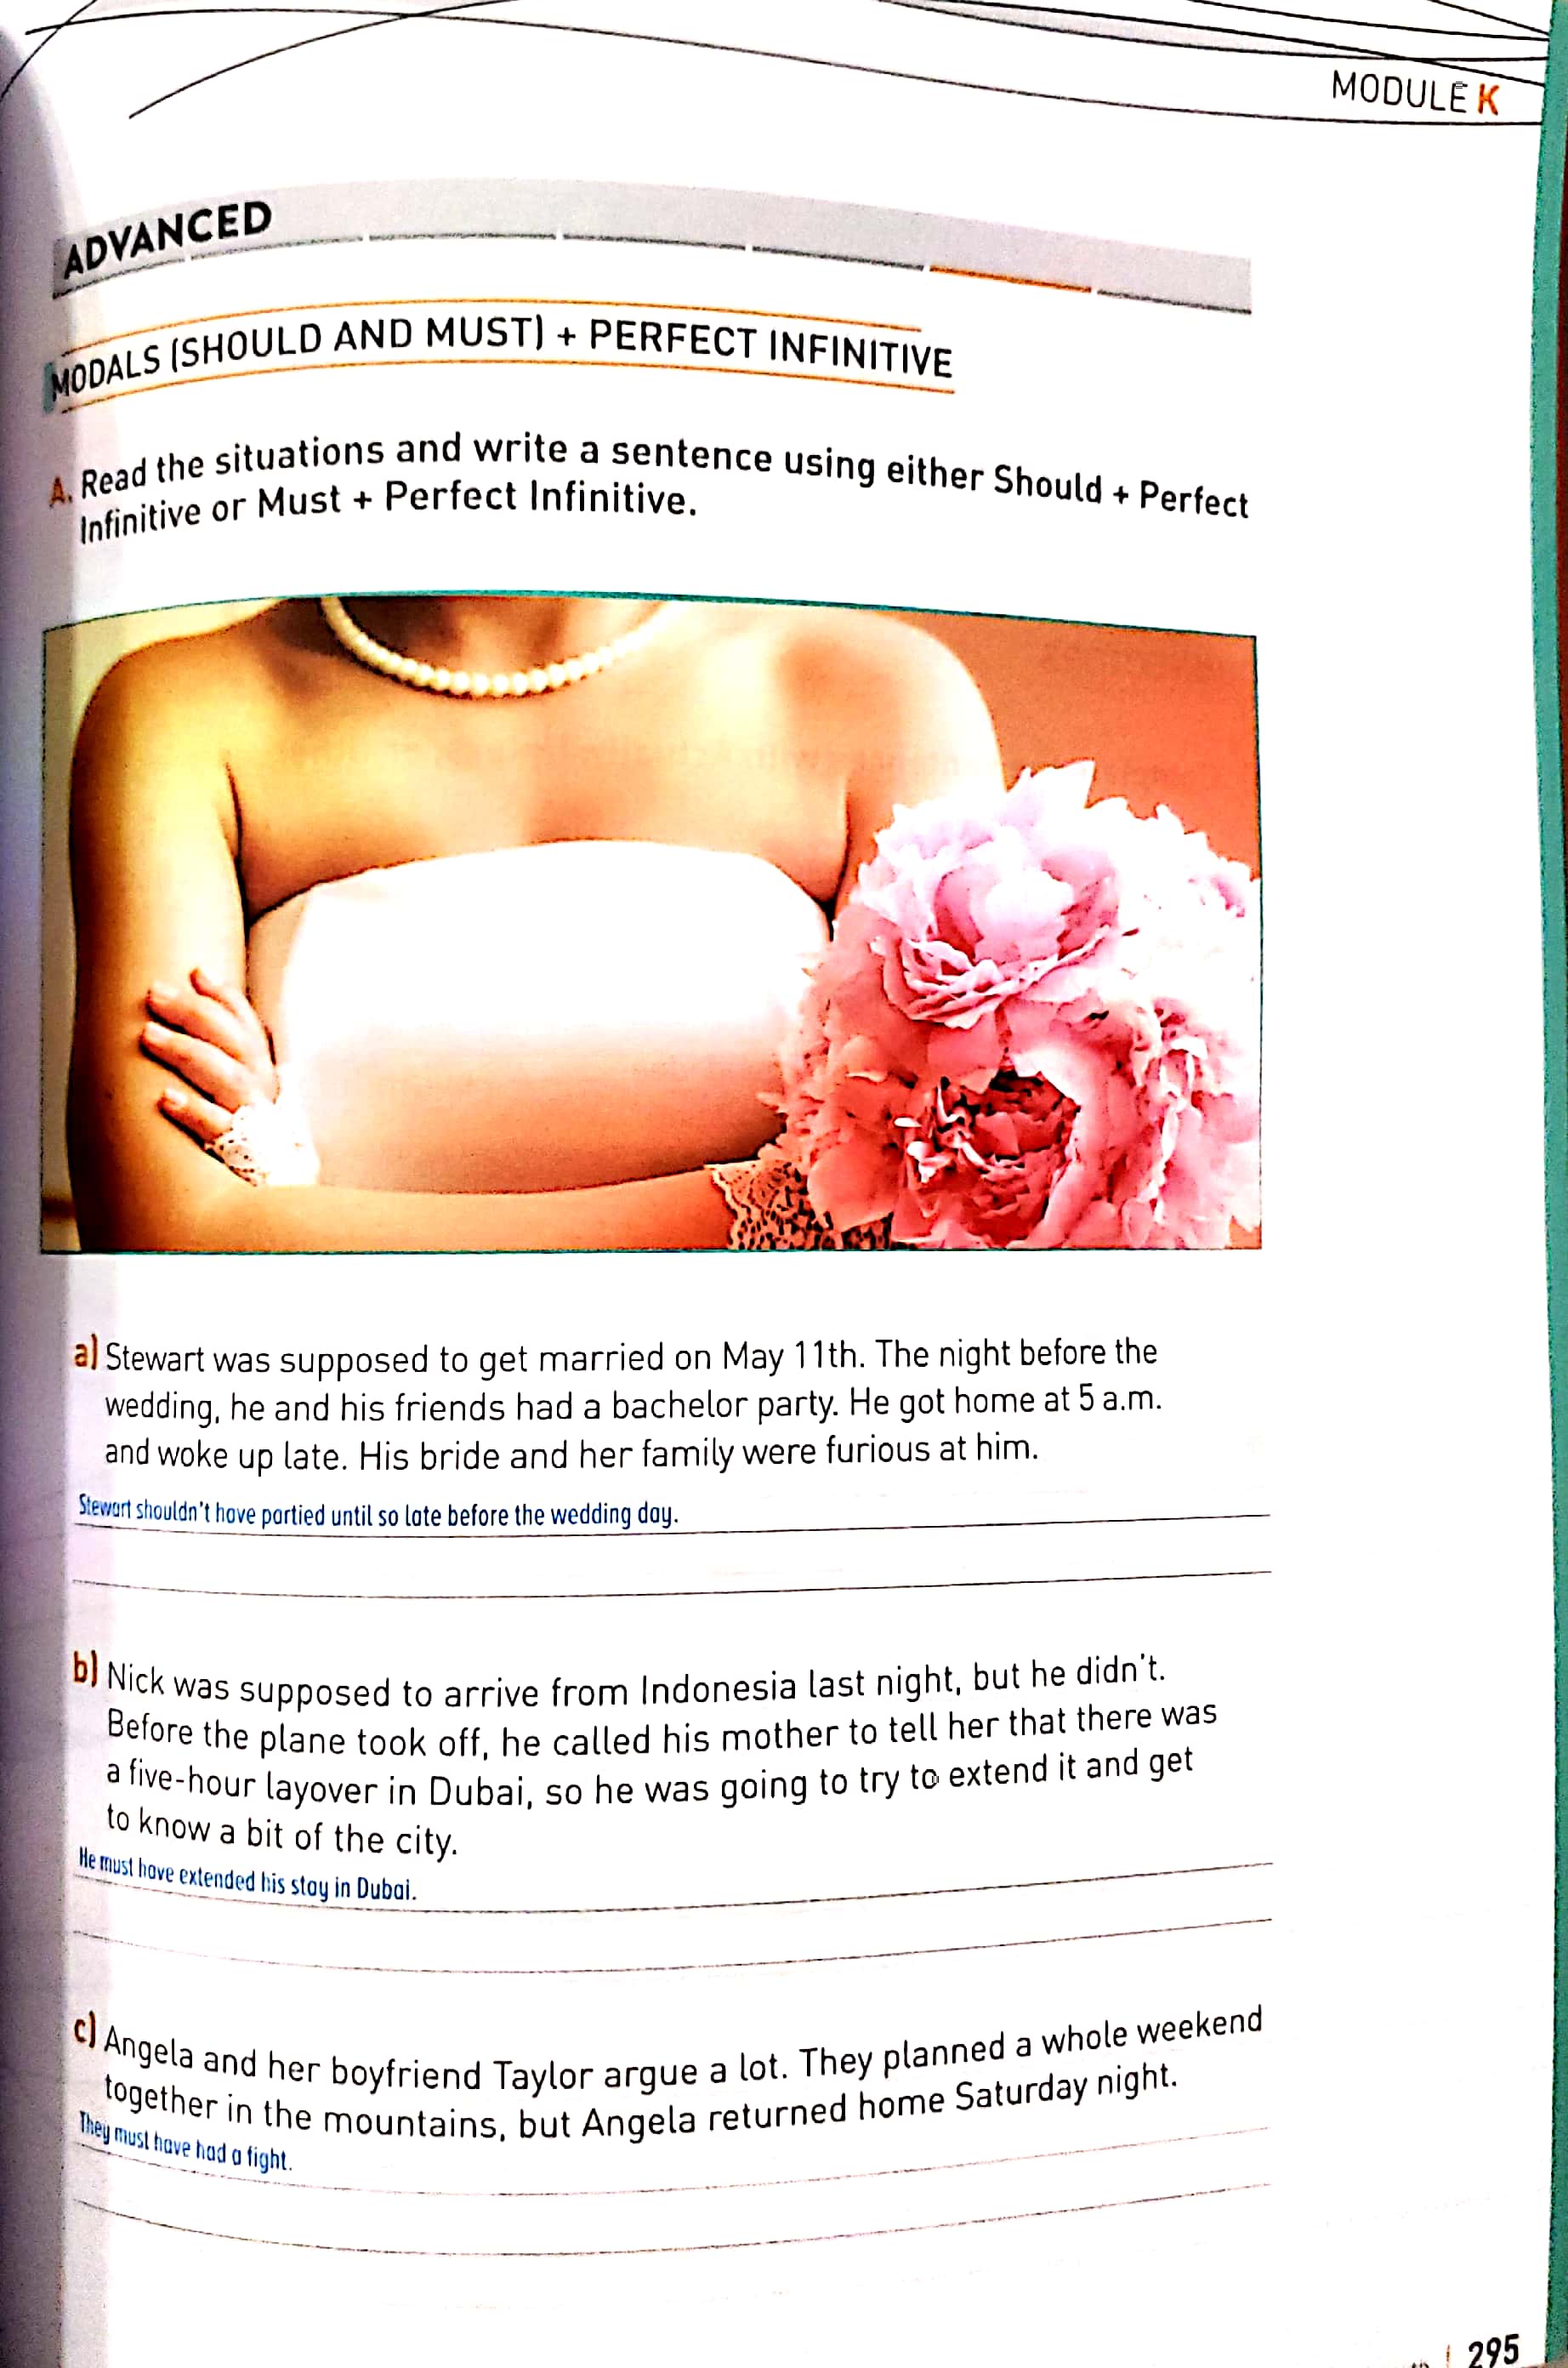 MODULE K
ADVANCED
MODALS (SHOULD AND MUST) + PERFECT INFINITIVE
A. Read the situations and write a sentence using either Should + Perfect
Infinitive or Must + Perfect Infinitive.
a) Stewart was supposed to get married on May 11th. The night before the
wedding, he and his friends had a bachelor party. He got home at 5 a.m.
and woke up late. His bride and her family were furious at him.
Stewart shouldn't have partied until so late before the wedding day.
b) Nick was supposed to arrive from Indonesia last night, but he didn't.
Before the plane took off, he called his mother to tell her that there was
a five-hour layover in Dubai, so he was going to try to extend it and get
to know a bit of the city.
He must have extended his stay in Dubai.
c) Angela and her boyfriend Taylor argue a lot. They planned a whole weekend
together in the mountains, but Angela returned home Saturday night.
They must have had a fight.
295